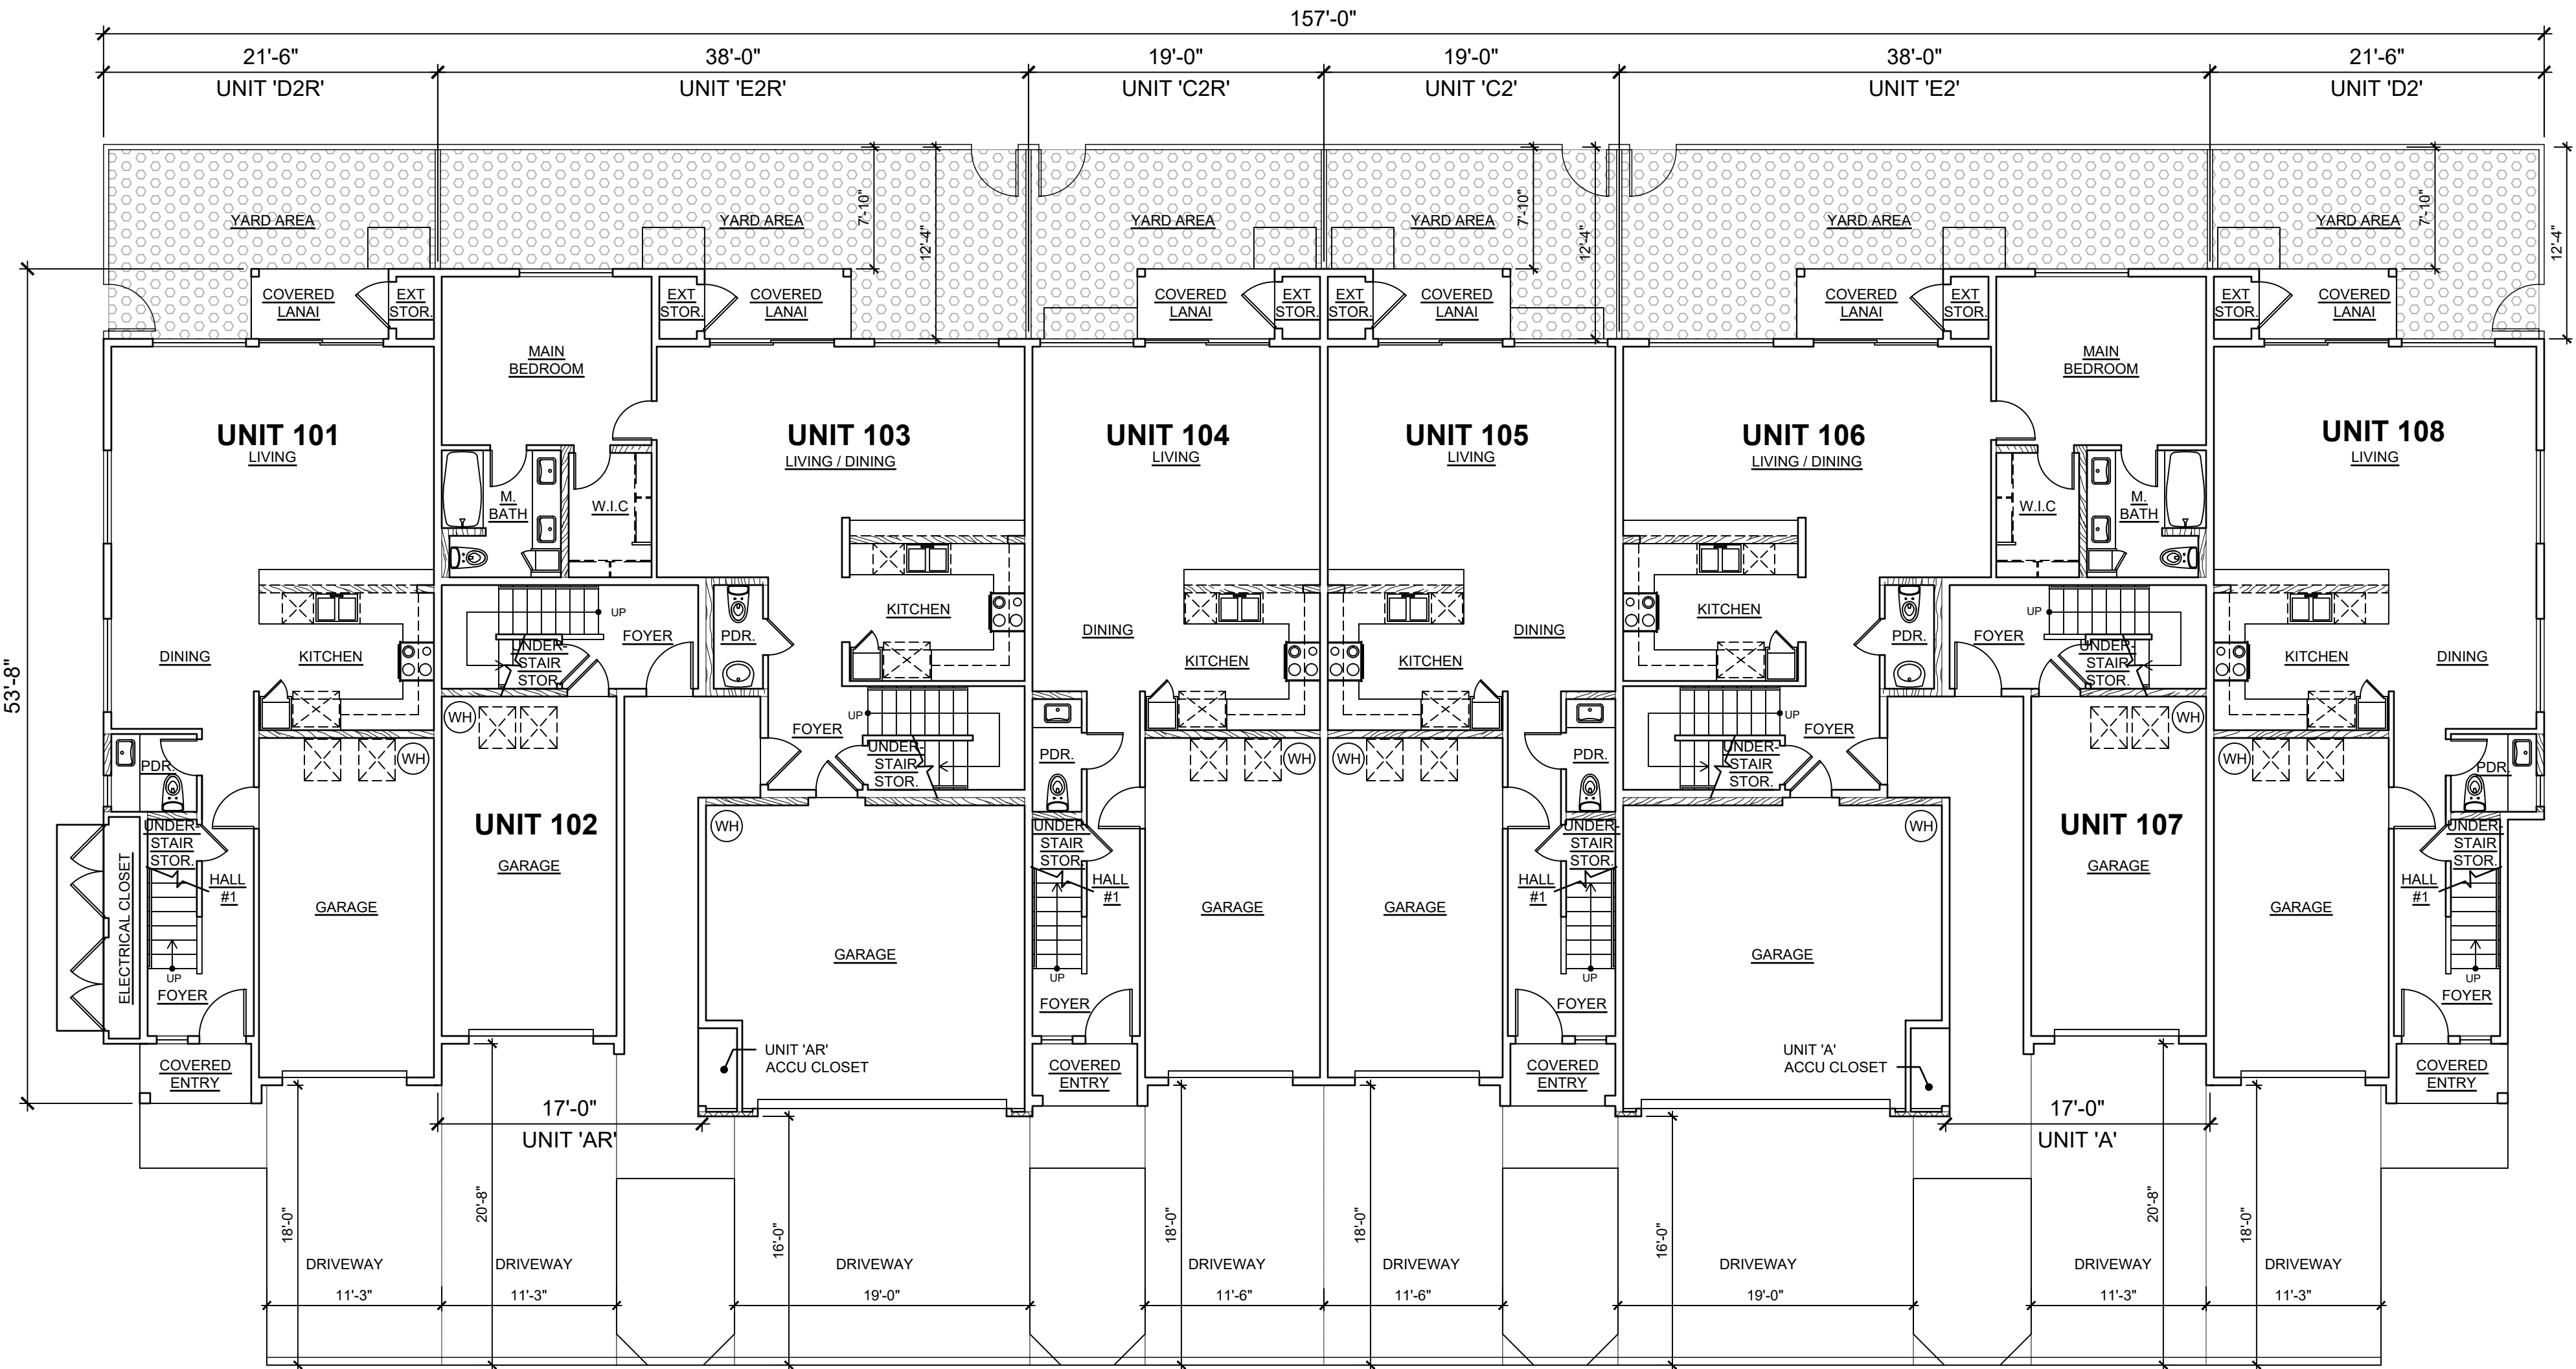 157'-0"
21'-6"
38'-0"
19'-0"
19'-0"
38'-0"
21'-6"
UNIT 'D2R'
UNIT 'E2R'
UNIT 'C2R'
UNIT 'C2'
UNIT 'E2'
UNIT 'D2'
YARD AREA
YARD AREA
7'-10"
12'-4"
YARD AREA
YARD AREA
7'-10"
12'-4"
YARD AREA
YARD AREA
7'-10"
12'-4"
COVERED
LANAI
EXT
STOR.
EXT
STOR.
COVERED
LANAI
COVERED
LANAI
EXT
STOR.
EXT
STOR.
COVERED
LANAI
COVERED
LANAI
EXT
STOR.
EXT
STOR.
COVERED
LANAI
MAIN
BEDROOM
MAIN
BEDROOM
UNIT 101
LIVING
UNIT 103
LIVING / DINING
UNIT 104
LIVING
UNIT 105
LIVING
UNIT 106
LIVING / DINING
UNIT 108
LIVING
M.
BATH
W.I.C
W.I.C
M.
BATH
53'-8"
DINING
KITCHEN
UP
FOYER
UNDER-
STAIR
STOR.
PDR.
KITCHEN
DINING
KITCHEN
KITCHEN
DINING
KITCHEN
PDR.
FOYER
UP
UNDER-
STAIR
STOR.
KITCHEN
DINING
WH
WH
UP
FOYER
UNDER-
STAIR
STOR.
UP
FOYER
UNDER-
STAIR
STOR.
WH
WH
PDR.
PDR.
WH
WH
PDR.
PDR.
UNDER-
STAIR
STOR.
HALL
#1
UP
FOYER
ELECTRICAL CLOSET
GARAGE
UNIT 102
GARAGE
WH
GARAGE
UNDER-
STAIR
STOR.
HALL
#1
UP
FOYER
GARAGE
GARAGE
UNDER-
STAIR
STOR.
HALL
#1
UP
FOYER
WH
GARAGE
UNIT 107
GARAGE
GARAGE
UNDER-
STAIR
STOR.
HALL
#1
UP
FOYER
COVERED
ENTRY
UNIT 'AR'
ACCU CLOSET
COVERED
ENTRY
COVERED
ENTRY
UNIT 'A'
ACCU CLOSET
COVERED
ENTRY
17'-0"
UNIT 'AR'
17'-0"
UNIT 'A'
18'-0"
20'-8"
16'-0"
18'-0"
18'-0"
16'-0"
20'-8"
18'-0"
DRIVEWAY
DRIVEWAY
DRIVEWAY
DRIVEWAY
DRIVEWAY
DRIVEWAY
DRIVEWAY
DRIVEWAY
11'-3"
11'-3"
19'-0"
11'-6"
11'-6"
19'-0"
11'-3"
11'-3"